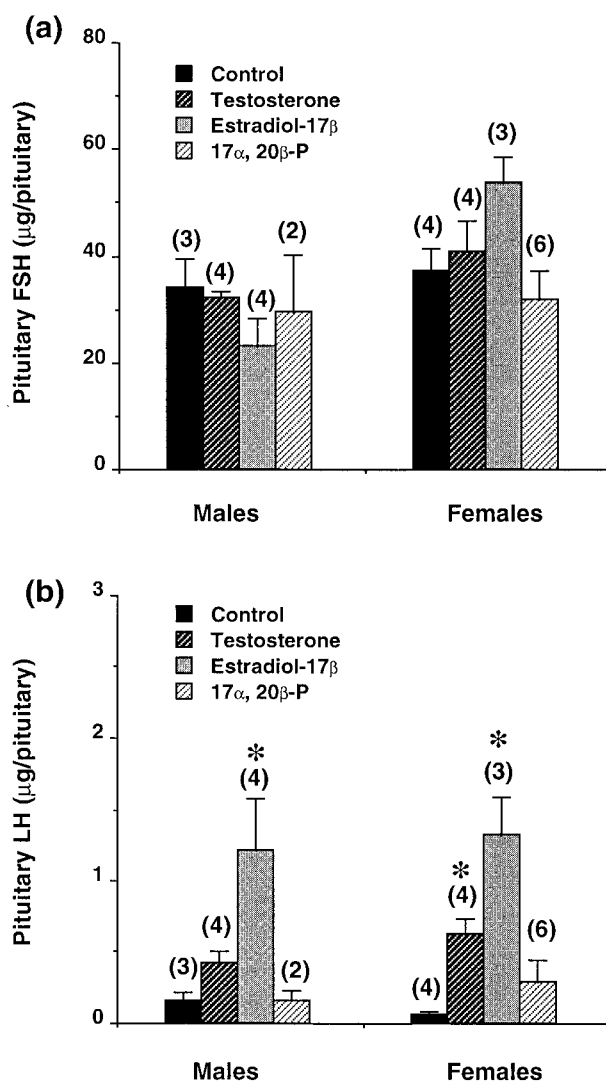 (a)
80
60
40
20
0
Pituitary FSH (μg/pituitary)
Control
Testosterone
Estradiol-17β
17α, 20β-P
(3)
(4)
(4)
(2)
(4)
(4)
(3)
(6)
Males
Females
(b)
3
2
1
0
Pituitary LH (μg/pituitary)
Control
Testosterone
Estradiol-17β
17α, 20β-P
(3)
(4)
*
(4)
(2)
(4)
*
(4)
*
(3)
(6)
Males
Females